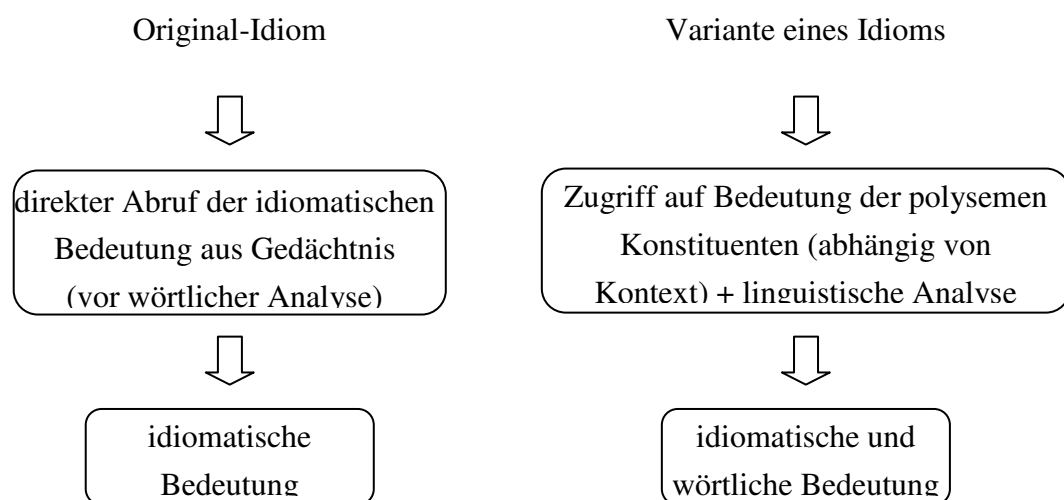 Original-Idiom
Variante eines Idioms
direkter Abruf der idiomatischen
Bedeutung aus Gedächtnis
(vor wörtlicher Analyse)
Zugriff auf Bedeutung der polysemen
Konstituenten (abhängig von
Kontext) + linguistische Analyse
idiomatische
Bedeutung
idiomatische und
wörtliche Bedeutung